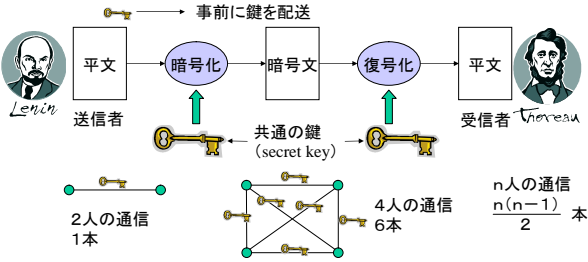 事前に鍵を配送
平文
暗号化
暗号文
復号化
平文
Lenin
送信者
共通の鍵
（secret key）
受信者
Thoreau
2人の通信
1本
4人の通信
6本
n人の通信
n(n－1)
2
本